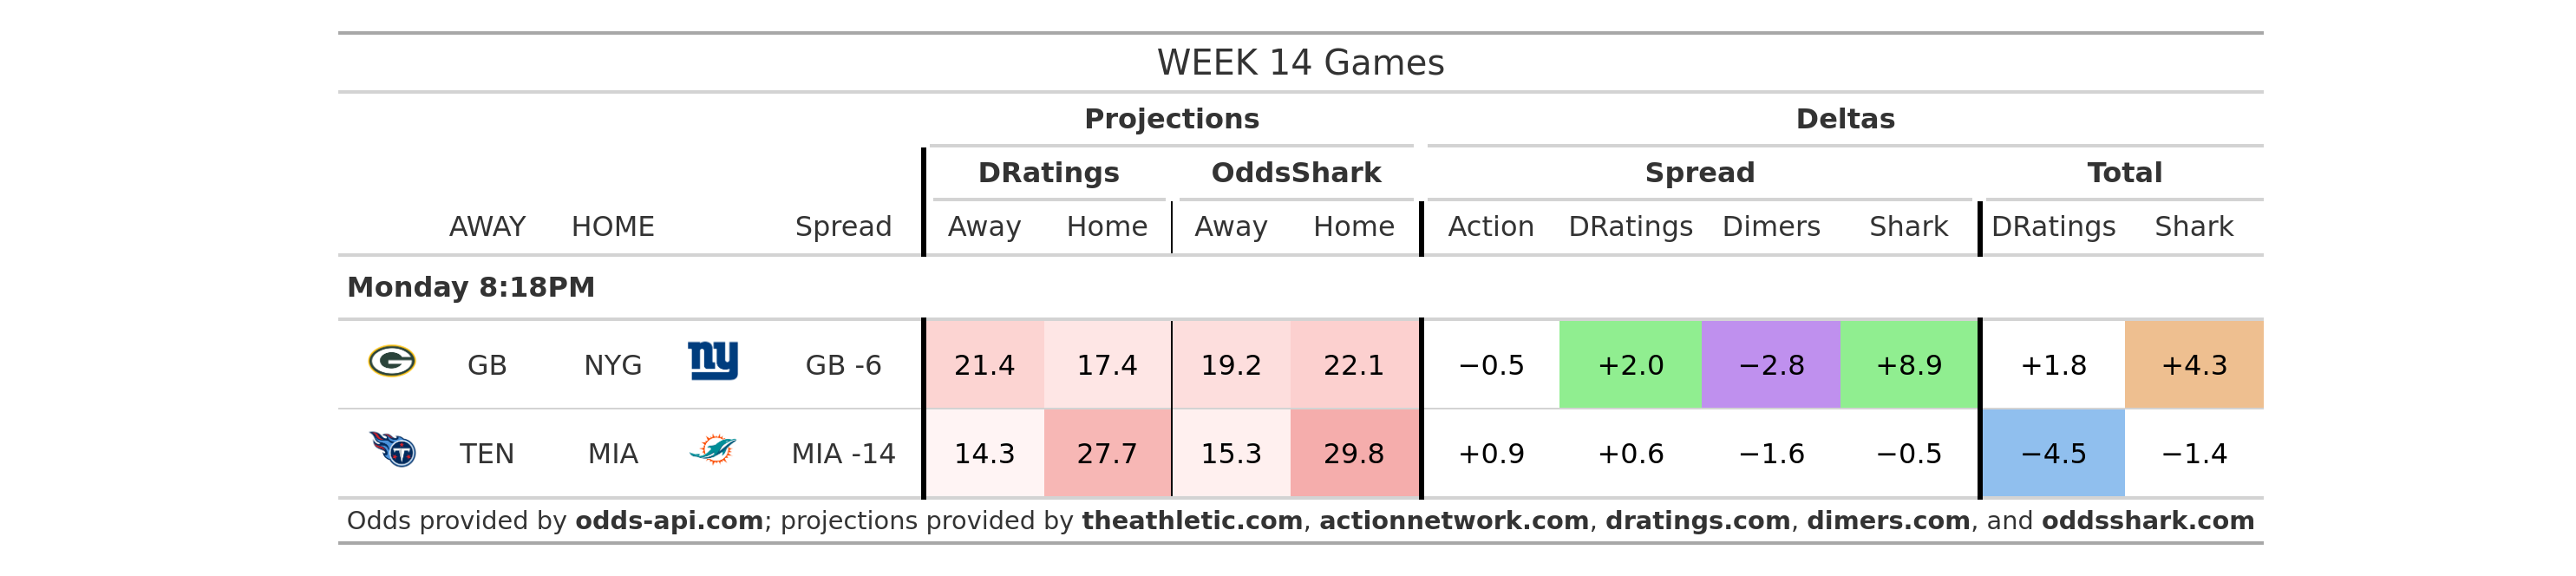 WEEK 14 Games
Projections Deltas
DRatings OddsShark Spread Total
AWAY HOME Spread Away Home Away Home Action DRatings Dimers Shark DRatings Shark
Monday 8:18PM
G GB NYG ny GB -6 21.4 17.4 19.2 22.1 −0.5 +2.0 −2.8 +8.9 +1.8 +4.3
T TEN MIA MIA -14 14.3 27.7 15.3 29.8 +0.9 +0.6 −1.6 −0.5 −4.5 −1.4
Odds provided by odds-api.com; projections provided by theathletic.com, actionnetwork.com, dratings.com, dimers.com, and oddsshark.com